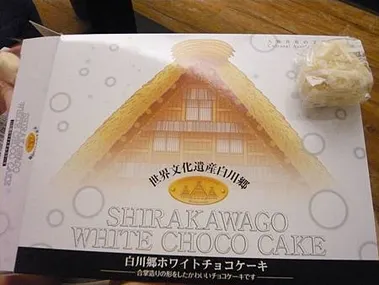 世界文化遺産白川郷
SHIRAKAWAGO
WHITE CHOCO CAKE
白川郷ホワイトチョコケーキ
合掌造りの形をしたかわいいチョコケーキです